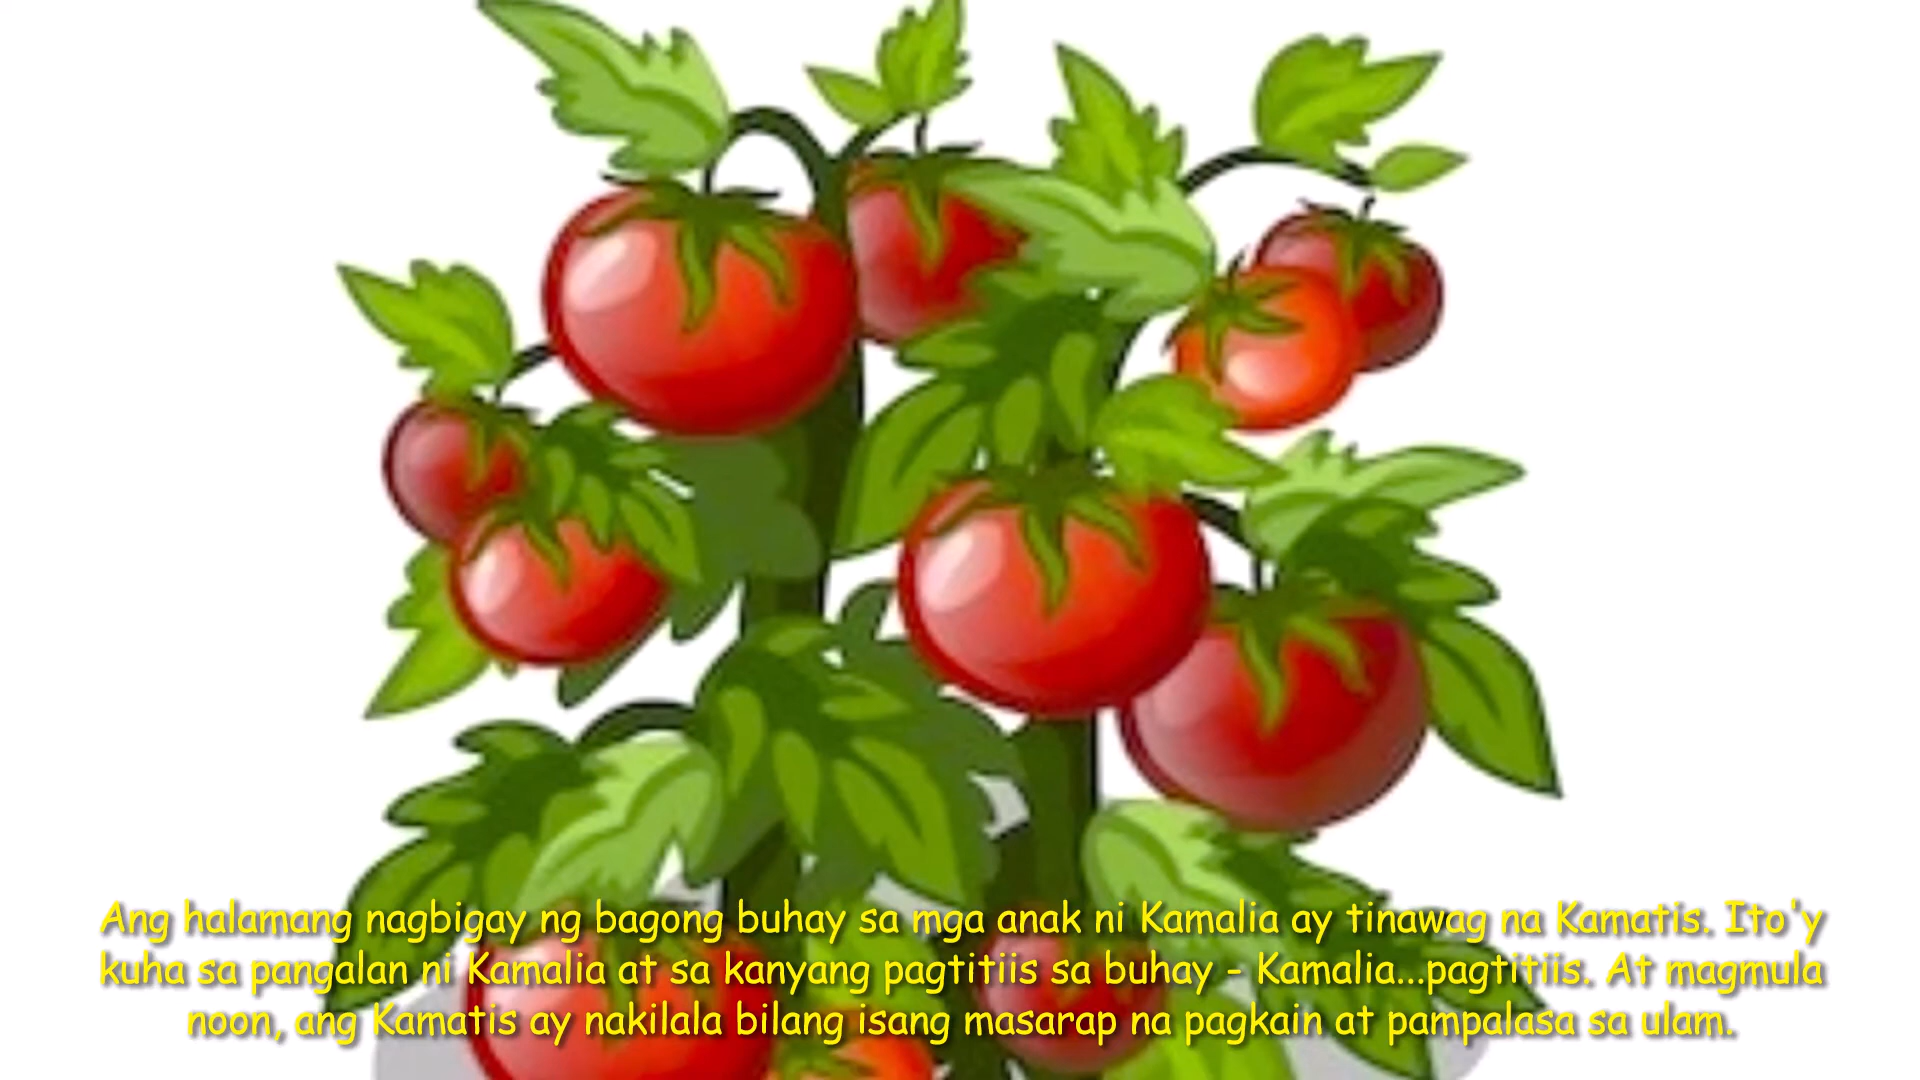 Ang halamang nagbigay ng bagong buhay sa mga anak ni Kamalia ay tinawag na Kamatis. Ito'y
kuha sa pangalan ni Kamalia at sa kanyang pagtitiis sa buhay - Kamalia...pagtitiis. At magmula
noon, ang Kamatis ay nakilala bilang isang masarap na pagkain at pampalasa sa ulam.